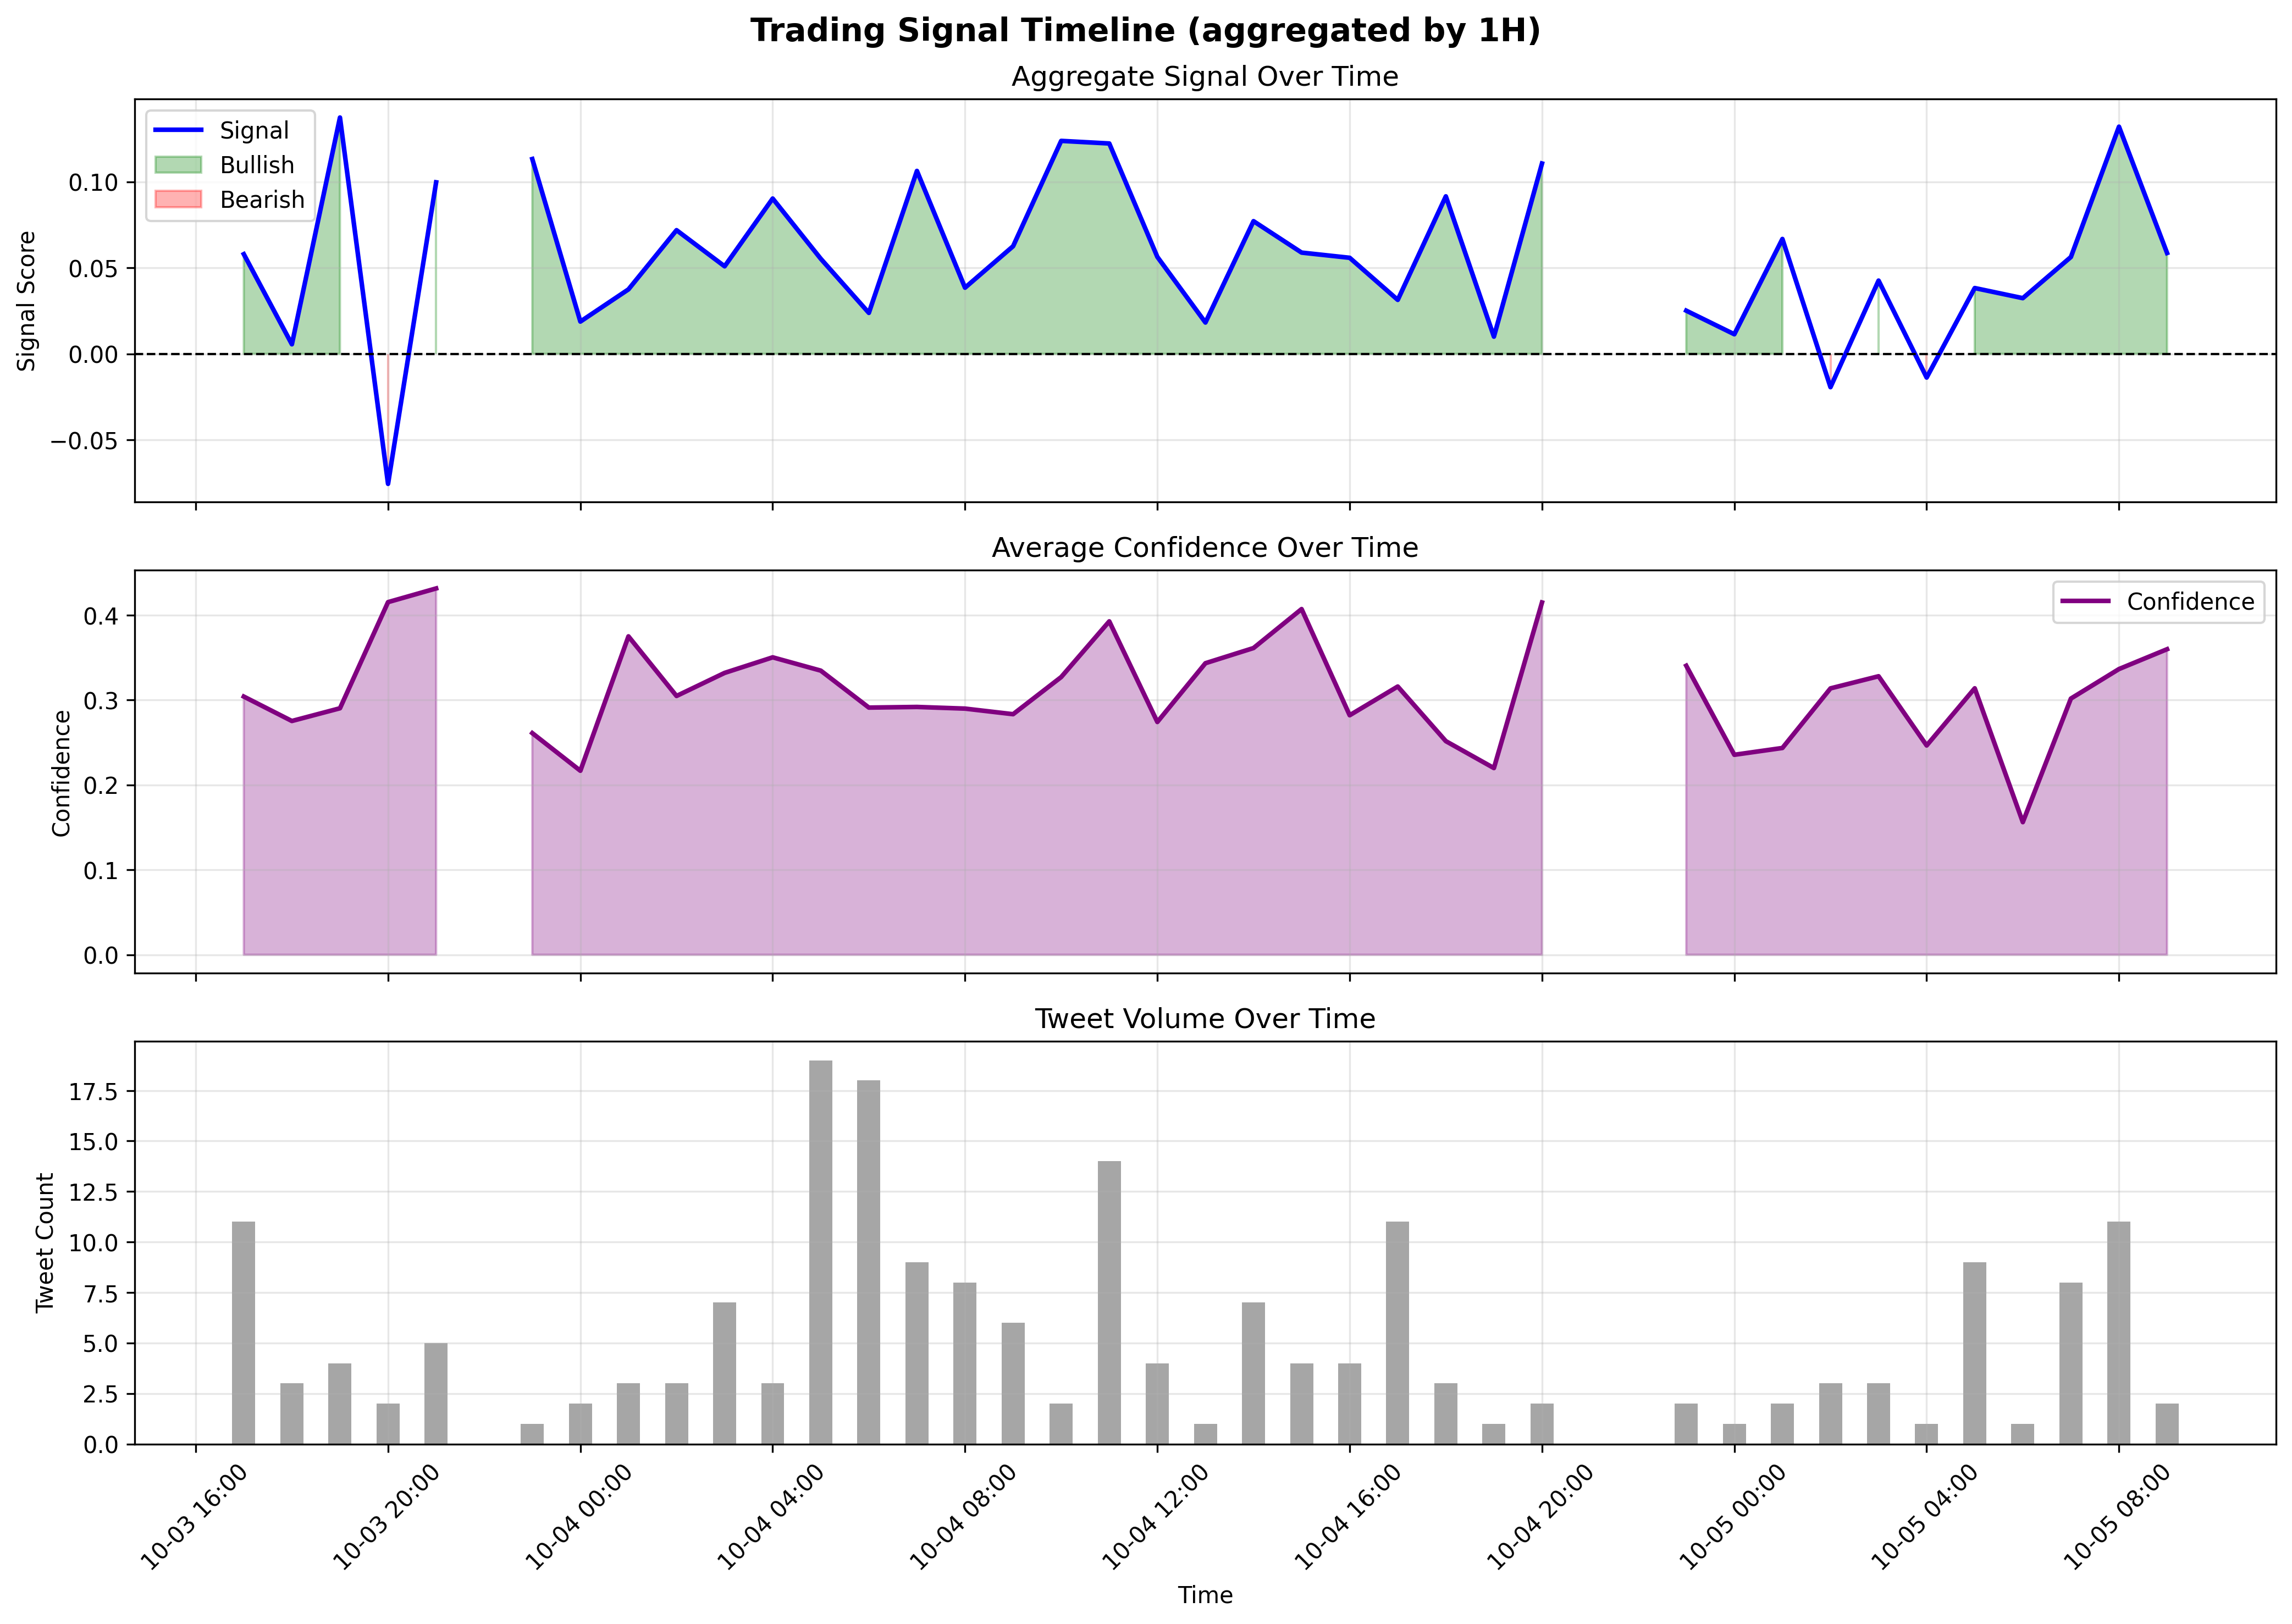 Trading Signal Timeline (aggregated by 1H)
Aggregate Signal Over Time
Signal
Bullish
Bearish
Signal Score
0.10
0.05
0.00
−0.05
Average Confidence Over Time
Confidence
Confidence
0.4
0.3
0.2
0.1
0.0
Tweet Volume Over Time
Tweet Count
17.5
15.0
12.5
10.0
7.5
5.0
2.5
0.0
10-03 16:00
10-03 20:00
10-04 00:00
10-04 04:00
10-04 08:00
10-04 12:00
10-04 16:00
10-04 20:00
10-05 00:00
10-05 04:00
10-05 08:00
Time